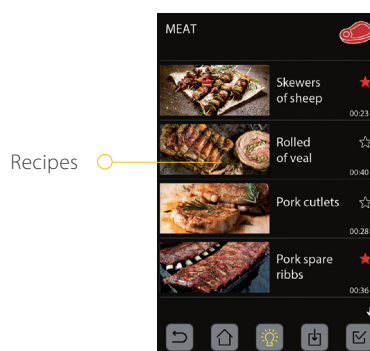 MEAT
Skewers
of sheep
00:23
Recipes
Rolled
of veal
00:40
Pork cutlets
00:28
Pork spare
ribbs
00:36